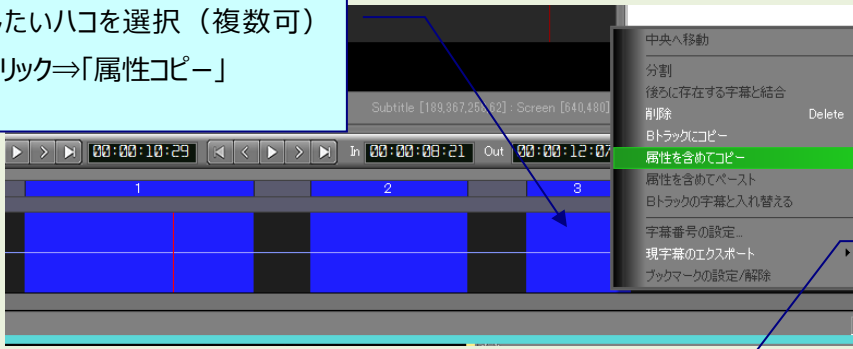 たいハコを選択（複数可）
リック⇒「属性コピー」
Subtitle [189,367,258,62] : Screen [640,480]
00:00:10:29
In 00:00:08:21 Out 00:00:12:07
1 2 3
中央へ移動
分割
後ろに存在する字幕と結合
削除 Delete
Bトラックにコピー
属性を含めてコピー
属性を含めてペースト
Bトラックの字幕と入れ替える
字幕番号の設定...
現字幕のエクスポート
ブックマークの設定/解除